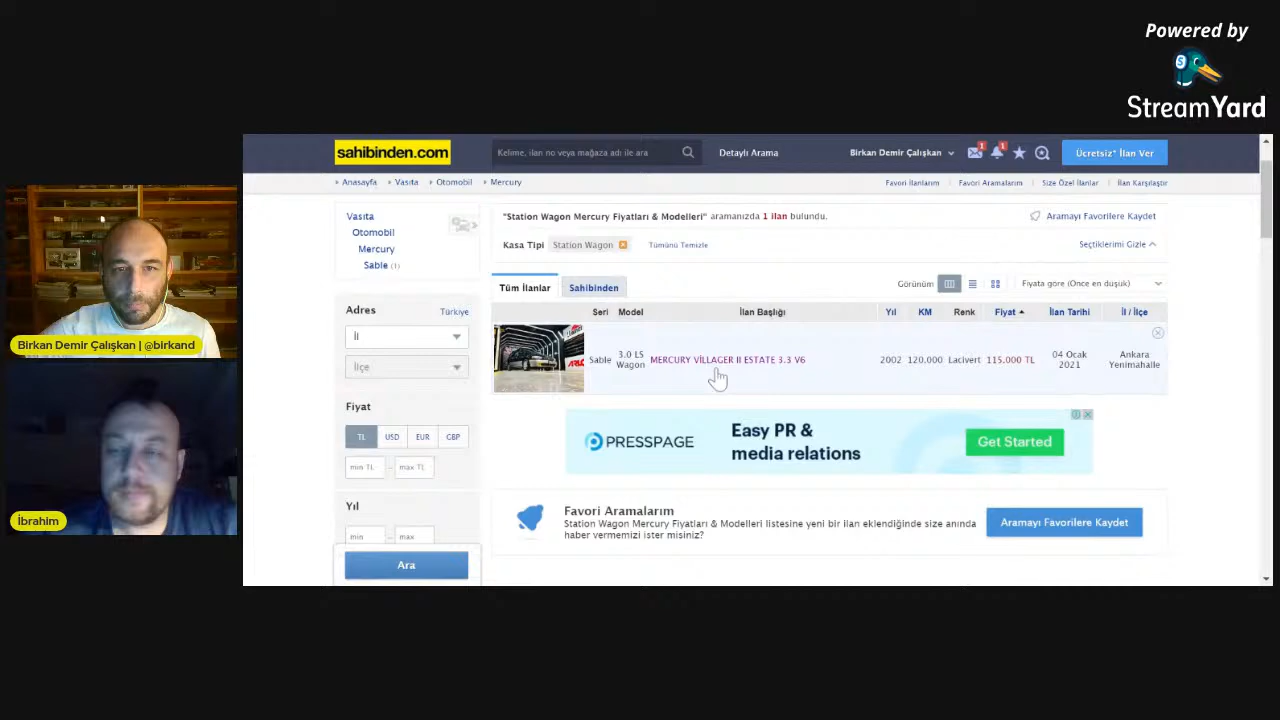 Powered by
StreamYard
sahibinden.com
Kelime, ilan no veya mağaza adı ile ara
Detaylı Arama
Birkan Demir Çalışkan
1
1
Ücretsiz* İlan Ver
Anasayfa
Vasıta
Otomobil
Mercury
Favori İlanlarım
Favori Aramalarım
Size Özel İlanlar
İlan Karşılaştır
Vasıta
Otomobil
Mercury
Sable (1)
"Station Wagon Mercury Fiyatları & Modelleri" aramanızda 1 ilan bulundu.
Aramayı Favorilere Kaydet
Kasa Tipi
Station Wagon
Tümünü Temizle
Seçtiklerimi Gizle
Tüm İlanlar
Sahibinden
Görünüm
Fiyata göre (Önce en düşük)
Adres
Türkiye
İl
İlçe
Seri Model İlan Başlığı Yıl KM Renk Fiyat İlan Tarihi İl / İlçe
Sable
3.0 LS
Wagon
MERCURY VİLLAGER II ESTATE 3.3 V6
2002 120.000 Lacivert 115.000 TL
04 Ocak
2021
Ankara
Yenimahalle
Fiyat
TL USD EUR GBP
min TL
max TL
PRESSPAGE
Easy PR &
media relations
Get Started
Yıl
min
max
Ara
Favori Aramalarım
Station Wagon Mercury Fiyatları & Modelleri listesine yeni bir ilan eklendiğinde size anında
haber vermemizi ister misiniz?
Aramayı Favorilere Kaydet
Birkan Demir Çalışkan | @birkand
İbrahim